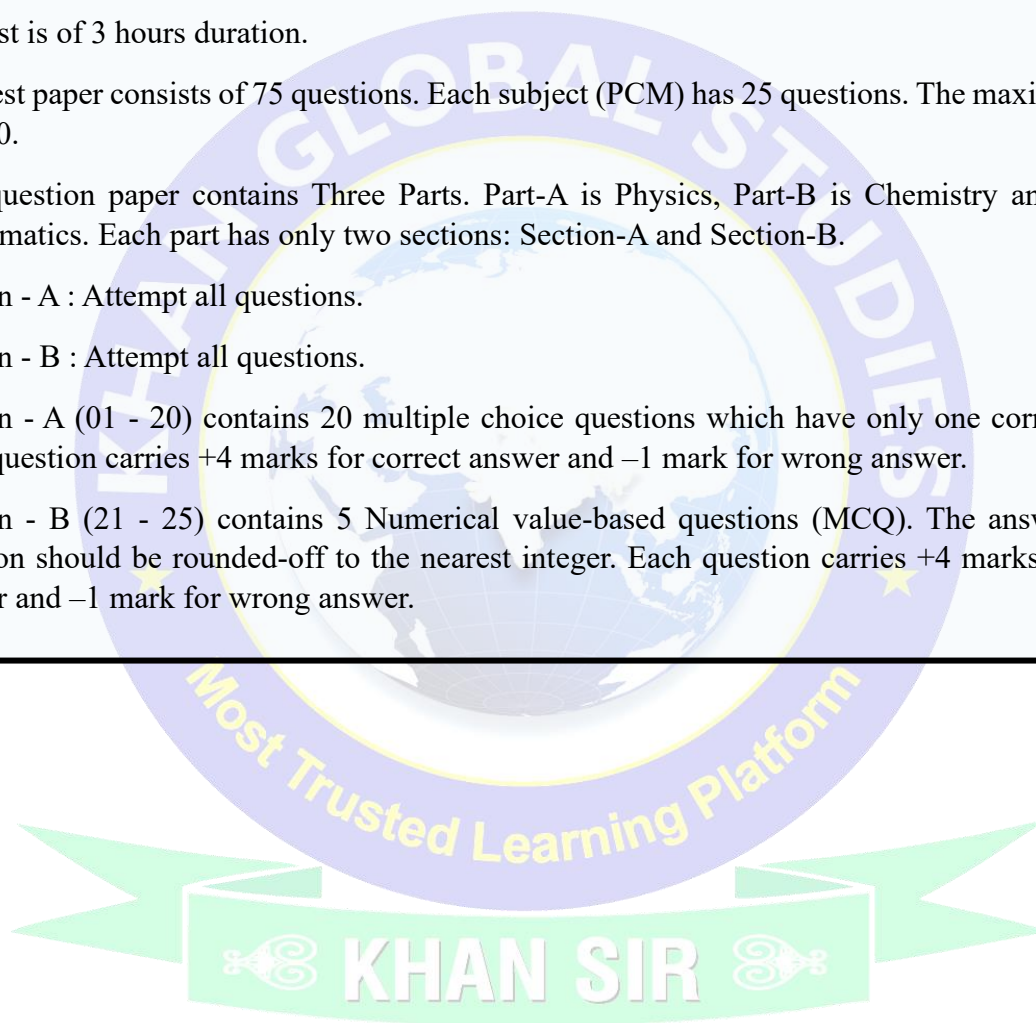 st is of 3 hours duration.
est paper consists of 75 questions. Each subject (PCM) has 25 questions. The maxi
0.
question paper contains Three Parts. Part-A is Physics, Part-B is Chemistry an
matics. Each part has only two sections: Section-A and Section-B.
n - A : Attempt all questions.
n - B : Attempt all questions.
n - A (01 - 20) contains 20 multiple choice questions which have only one corr
question carries +4 marks for correct answer and –1 mark for wrong answer.
n - B (21 - 25) contains 5 Numerical value-based questions (MCQ). The answ
on should be rounded-off to the nearest integer. Each question carries +4 marks
r and –1 mark for wrong answer.
KHAN GLOBAL STUDIES
Most Trusted Learning Platform
KHAN SIR